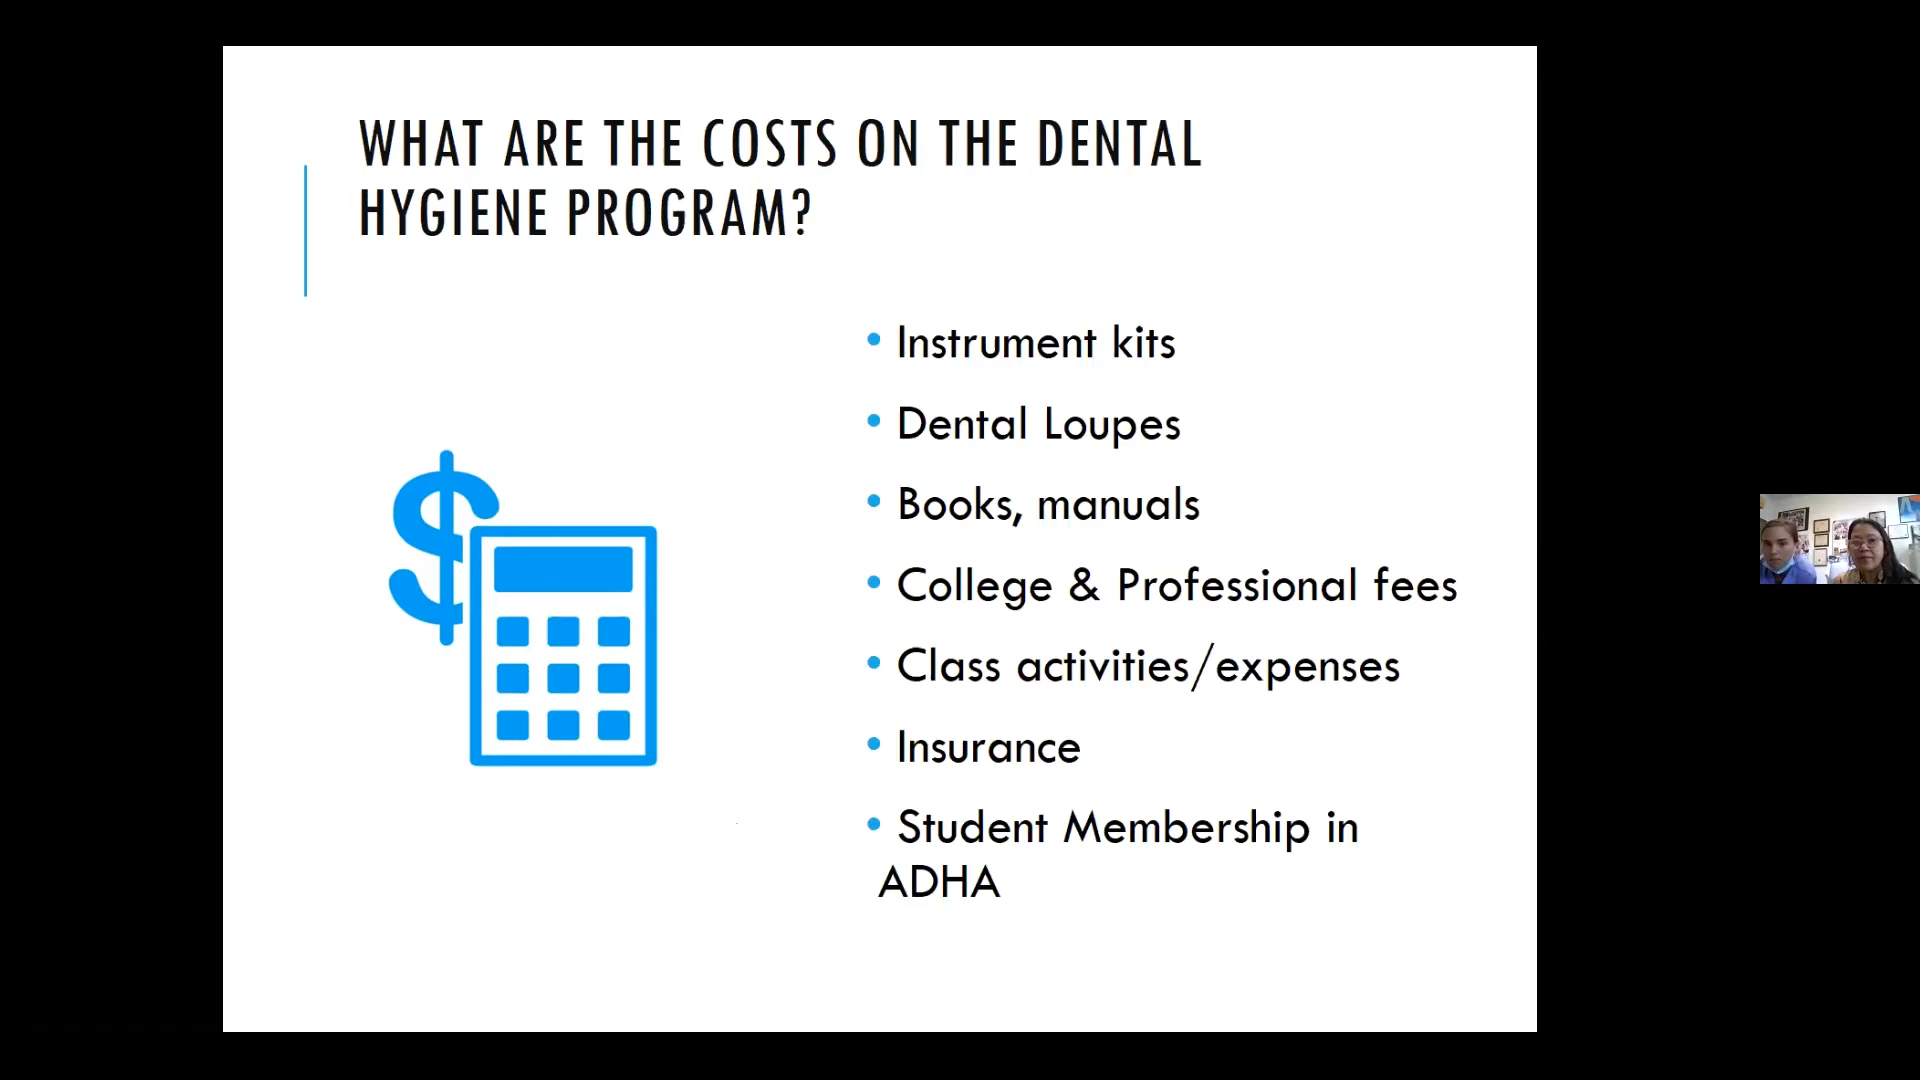 WHAT ARE THE COSTS ON THE DENTAL
HYGIENE PROGRAM?
• Instrument kits
• Dental Loupes
• Books, manuals
• College & Professional fees
• Class activities/expenses
• Insurance
• Student Membership in
ADHA